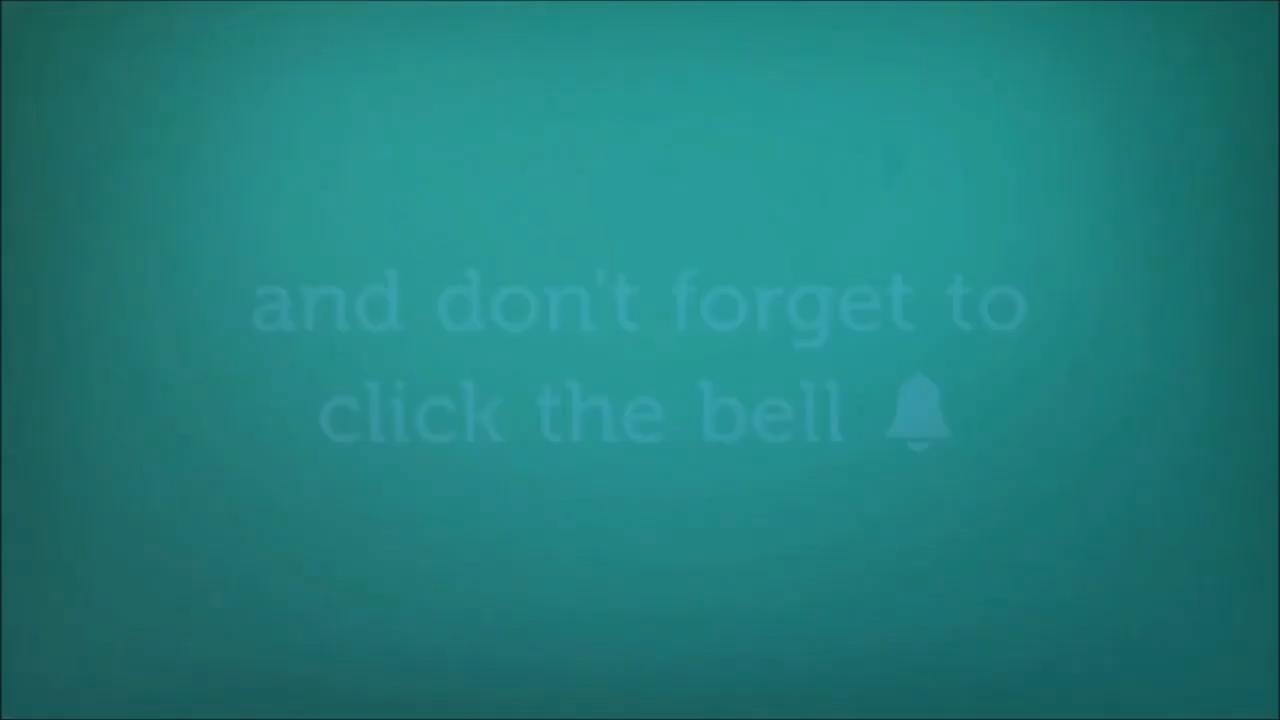 and don't forget to
click the bell 🔔